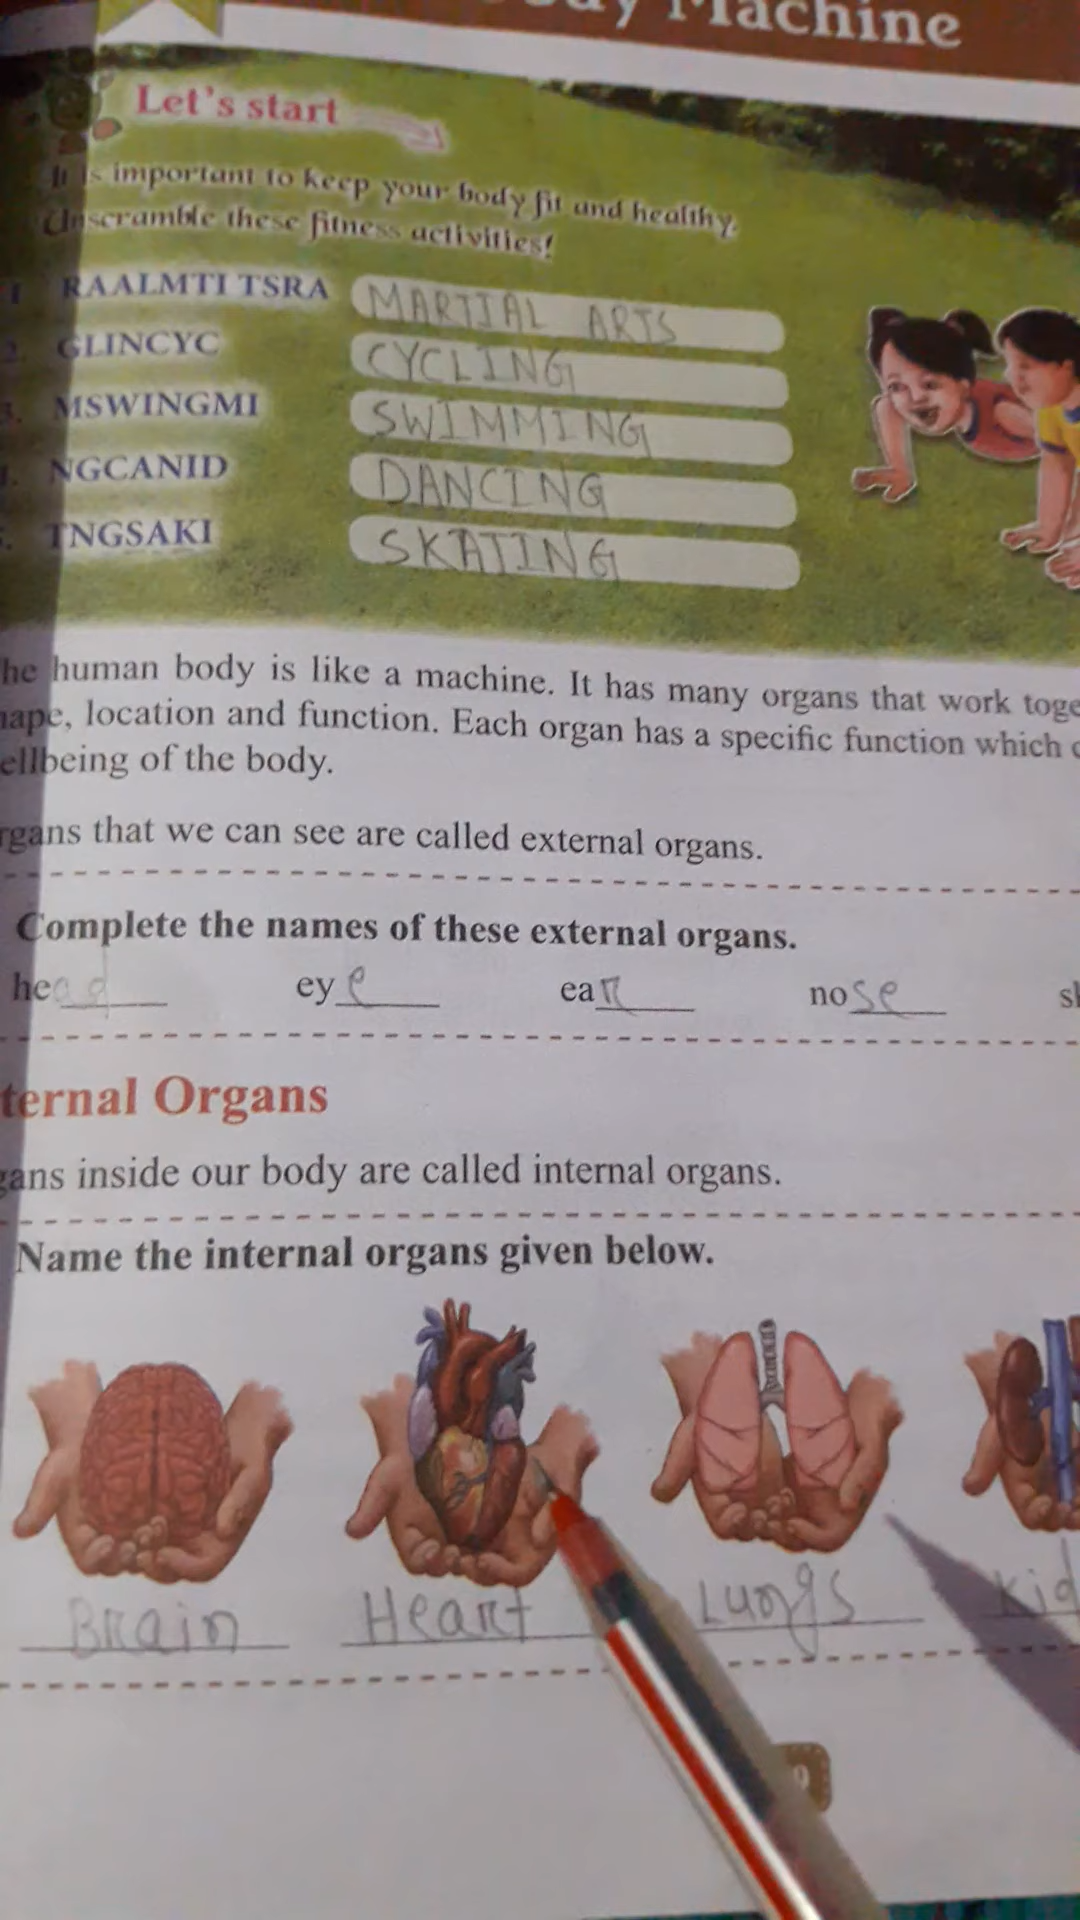 Machine
Let's start
It is important to keep your body fit and healthy.
Unscramble these fitness activities!
1 RAALMTI TSRA MARTIAL ARTS
2. GLINCYC CYCLING
3. MSWINGMI SWIMMING
NGCANID DANCING
TNGSAKI SKATING
he human body is like a machine. It has many organs that work toge
hape, location and function. Each organ has a specific function which
ellbeing of the body.
rgans that we can see are called external organs.
Complete the names of these external organs.
head eye ear nose
ternal Organs
gans inside our body are called internal organs.
Name the internal organs given below.
Brain Heart Lungs Kid